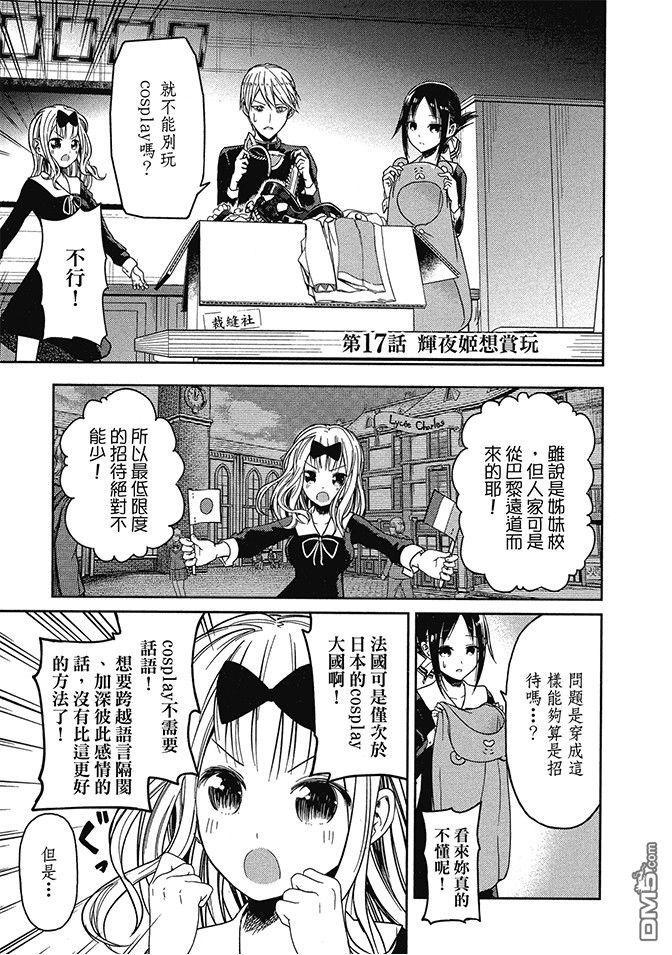 就不能別玩
cosplay嗎？
不行！
裁縫社
第17話 輝夜姬想賞玩
Lycée Charles
雖說是姊妹校
，但人家可是
從巴黎遠道而
來的耶！
所以最低限度
的招待絕對不
能少！
問題是穿成這
樣能夠算是招
待嗎…？
看來妳真的
不懂呢！
法國可是僅次於
日本的cosplay
大國啊！
cosplay不需要
話語！
想要跨越語言隔閡
、加深彼此感情的
話，沒有比這更好
的方法了！
ぐっ
但是…
DM5.com